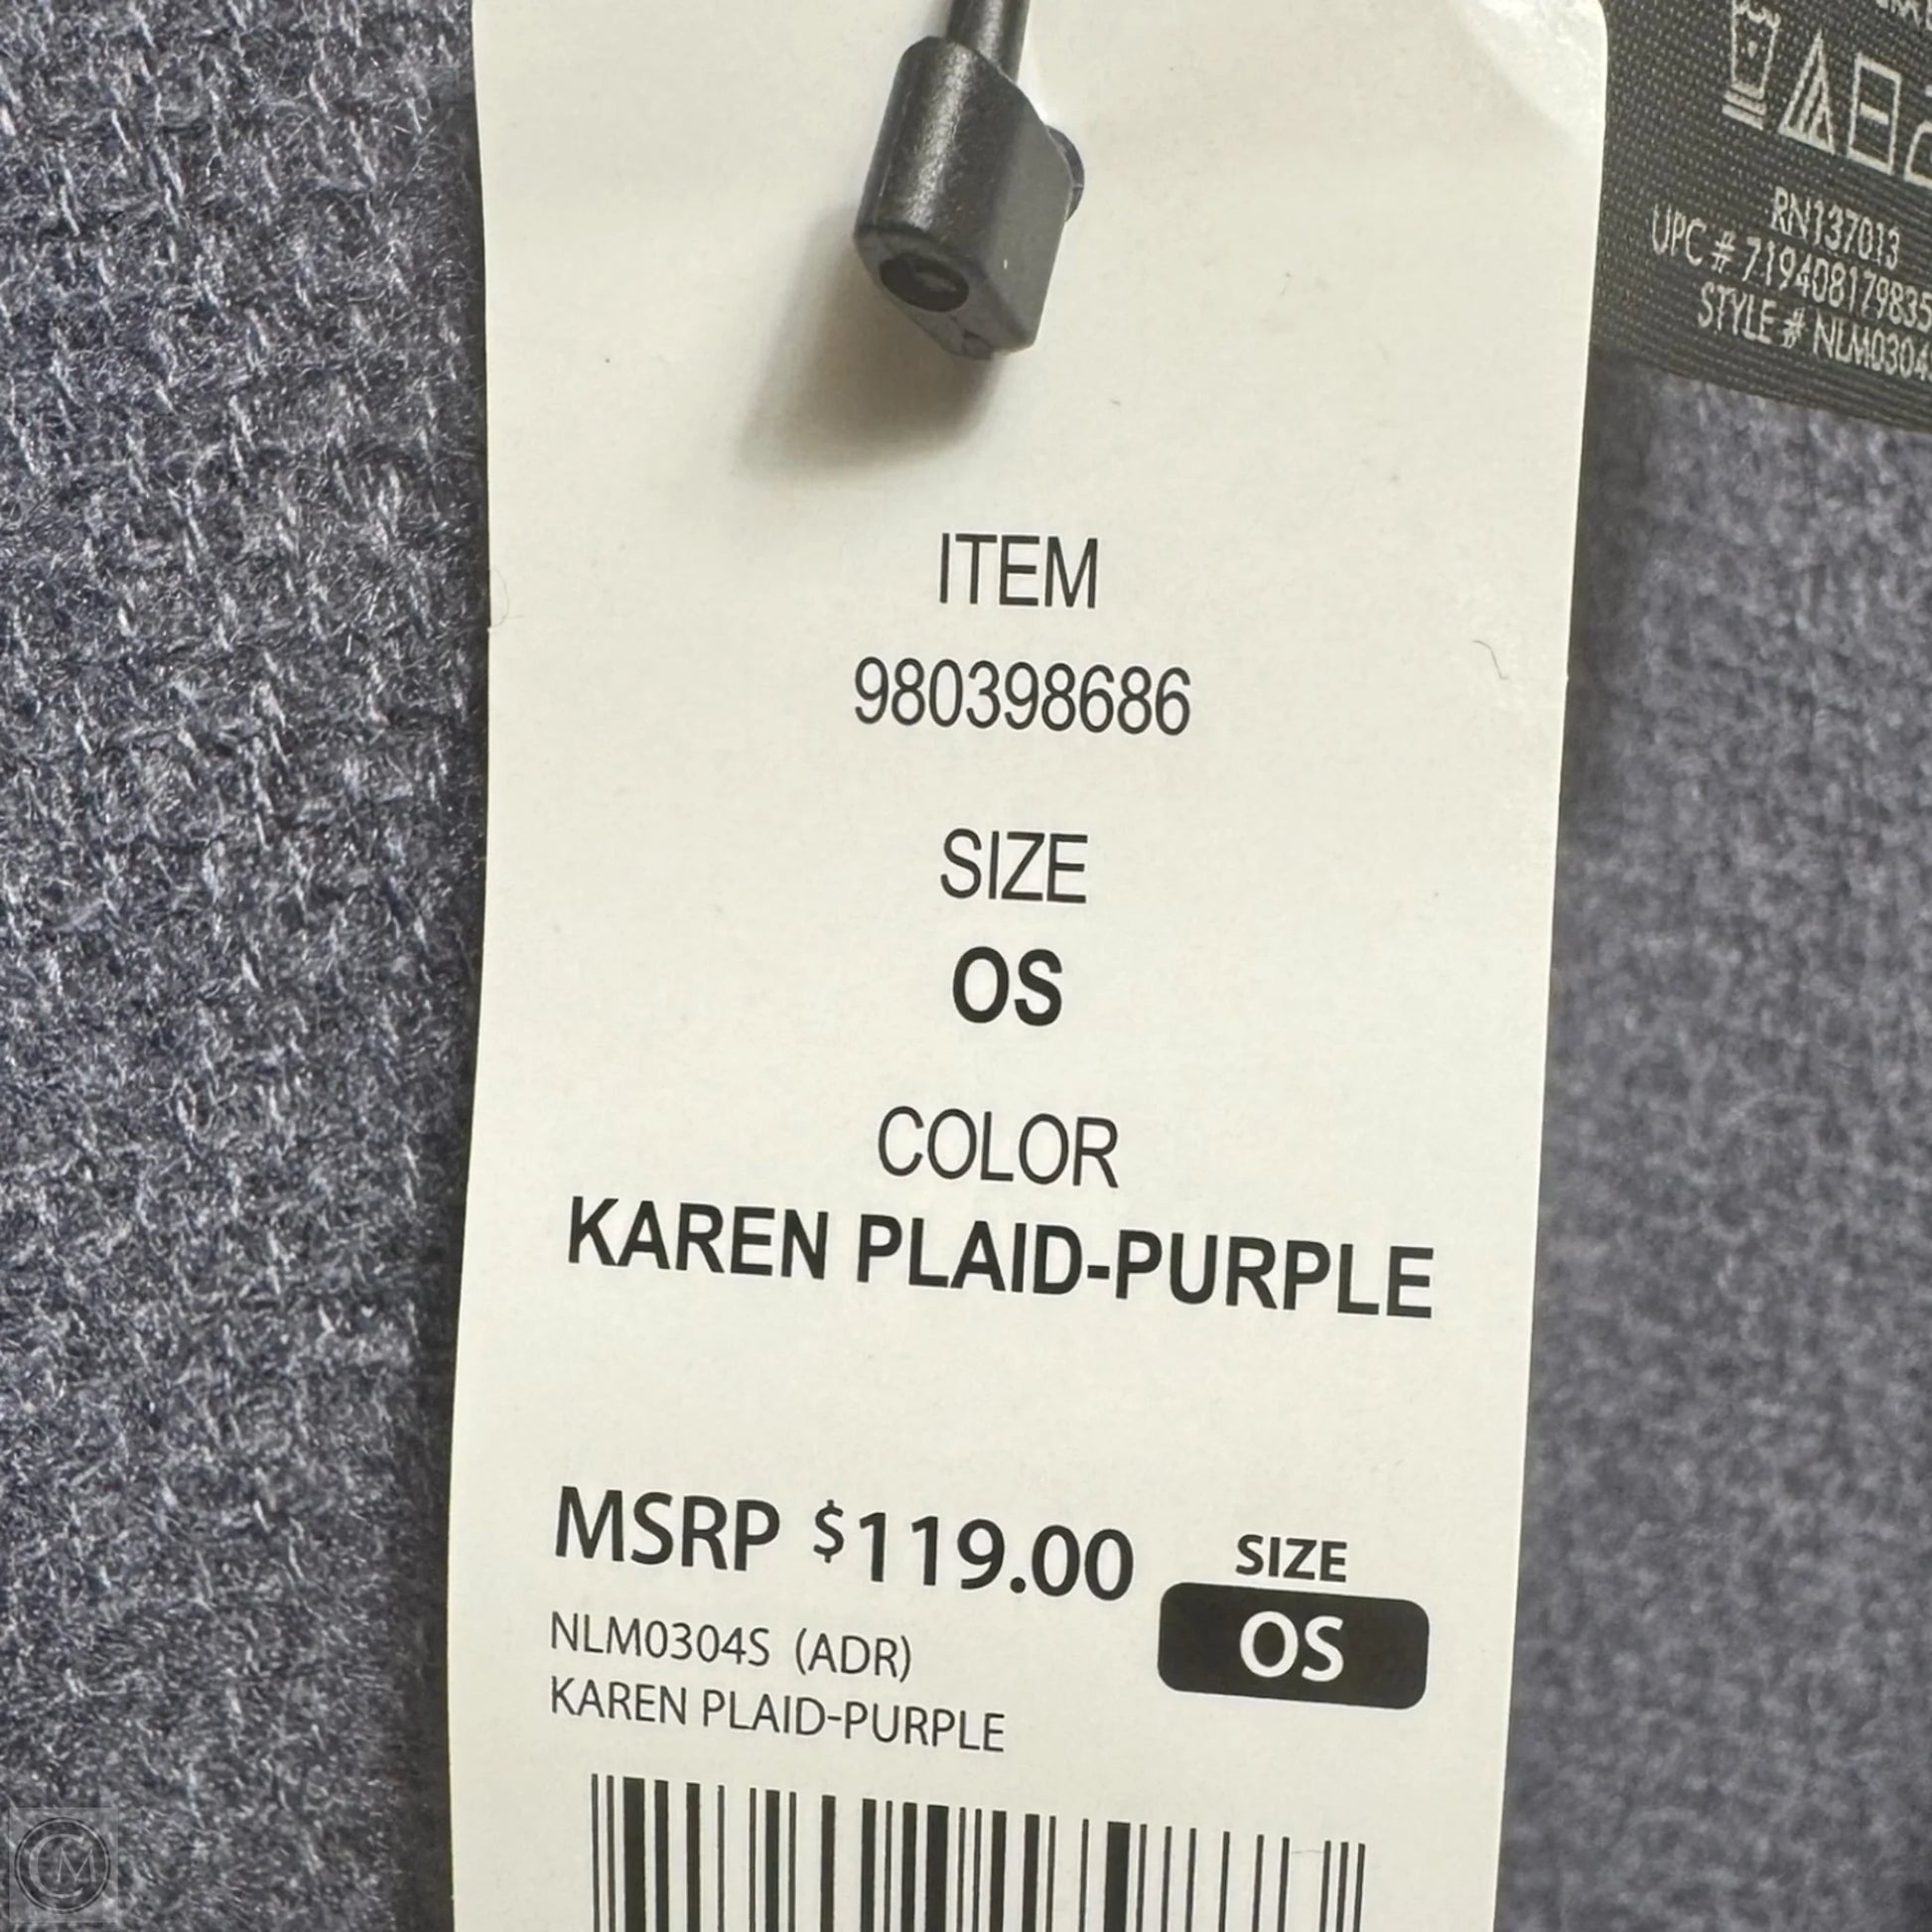 ITEM
980398686
SIZE
OS
COLOR
KAREN PLAID-PURPLE
MSRP $119.00
SIZE
OS
NLM0304S (ADR)
KAREN PLAID-PURPLE
RN137013
UPC # 719408179835
STYLE # NLM0304
CM